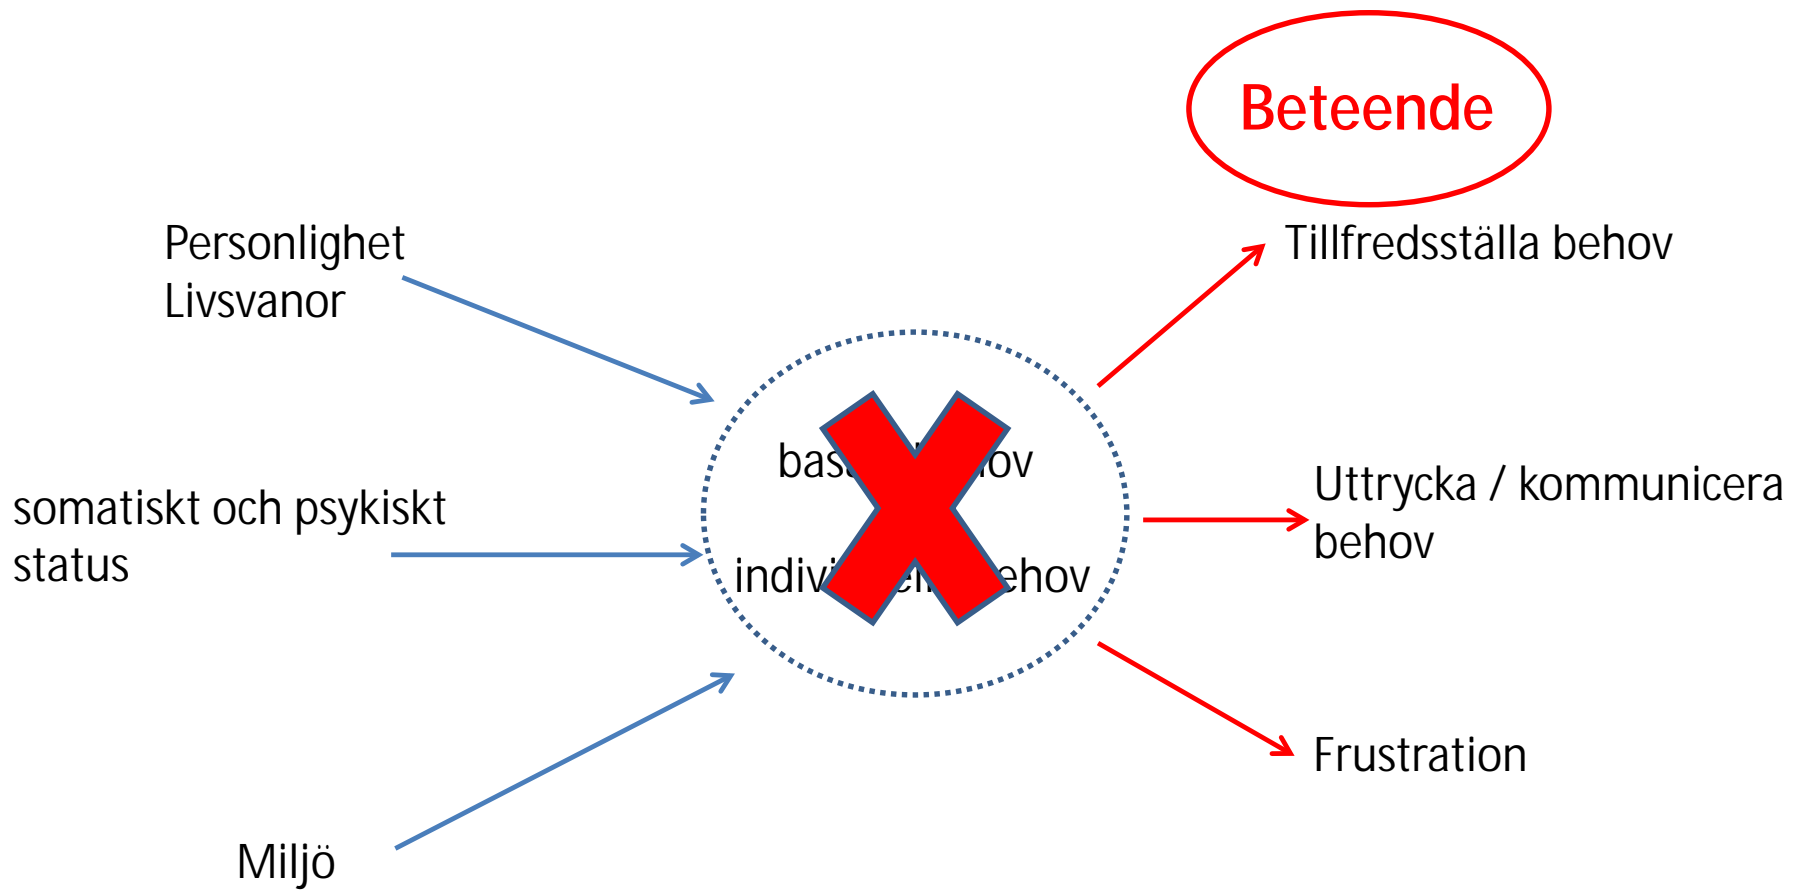 Beteende
Personlighet
Livsvanor
Tillfredsställa behov
somatiskt och psykiskt
status
Uttrycka / kommunicera
behov
Frustration
Miljö